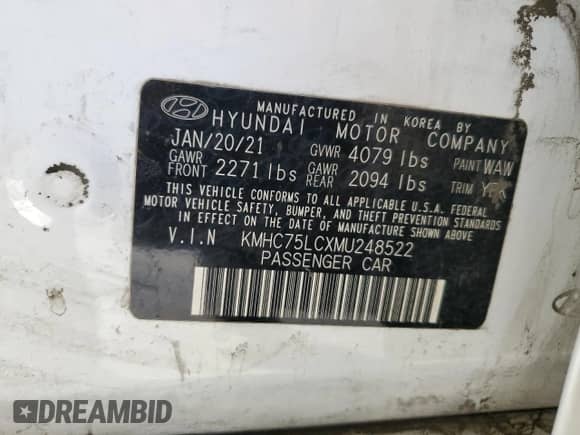 MANUFACTURED IN KOREA BY
HYUNDAI MOTOR COMPANY
JAN/20/21 GVWR 4079 lbs PAINT WAW
GAWR FRONT 2271 lbs GAWR REAR 2094 lbs TRIM
THIS VEHICLE CONFORMS TO ALL APPLICABLE U.S.A. FEDERAL
MOTOR VEHICLE SAFETY, BUMPER, AND THEFT PREVENTION STANDARDS
IN EFFECT ON THE DATE OF MANUFACTURE SHOWN ABOVE.
V.I.N KMHC75LCXMU248522
PASSENGER CAR
DREAMBID